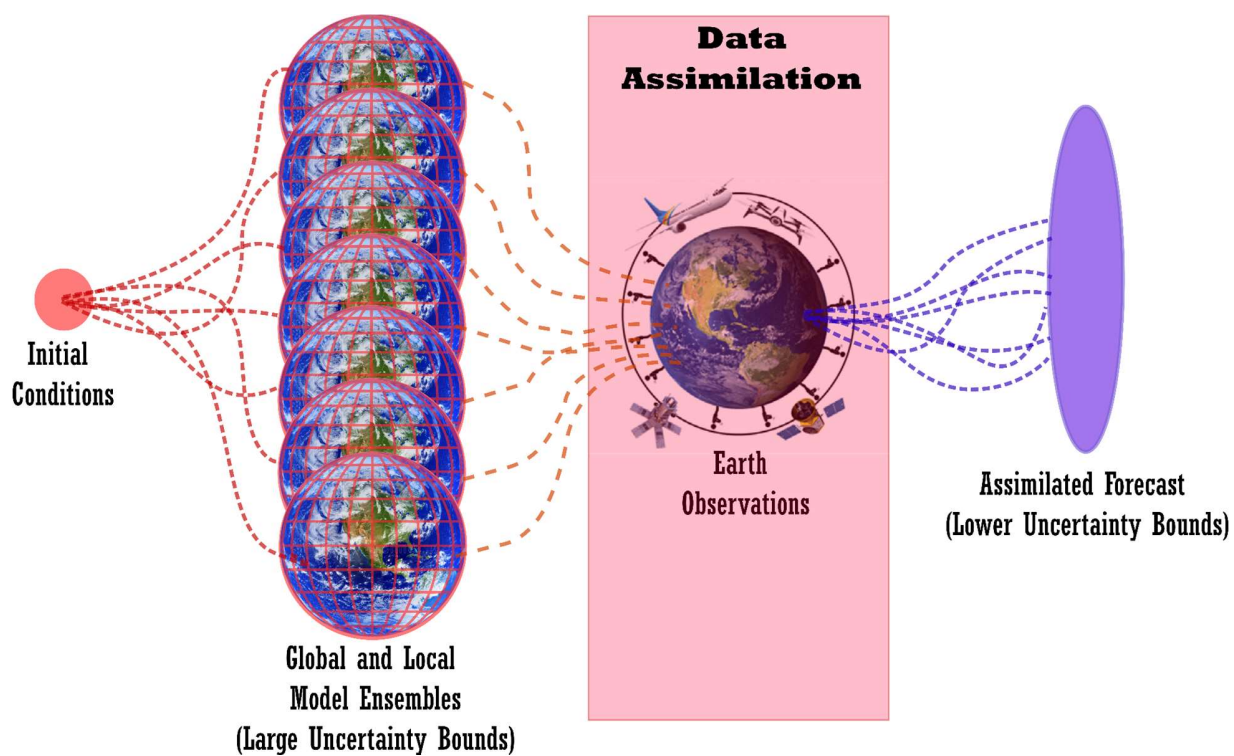 Data
Assimilation
Initial
Conditions
Earth
Observations
Assimilated Forecast
(Lower Uncertainty Bounds)
Global and Local
Model Ensembles
(Large Uncertainty Bounds)